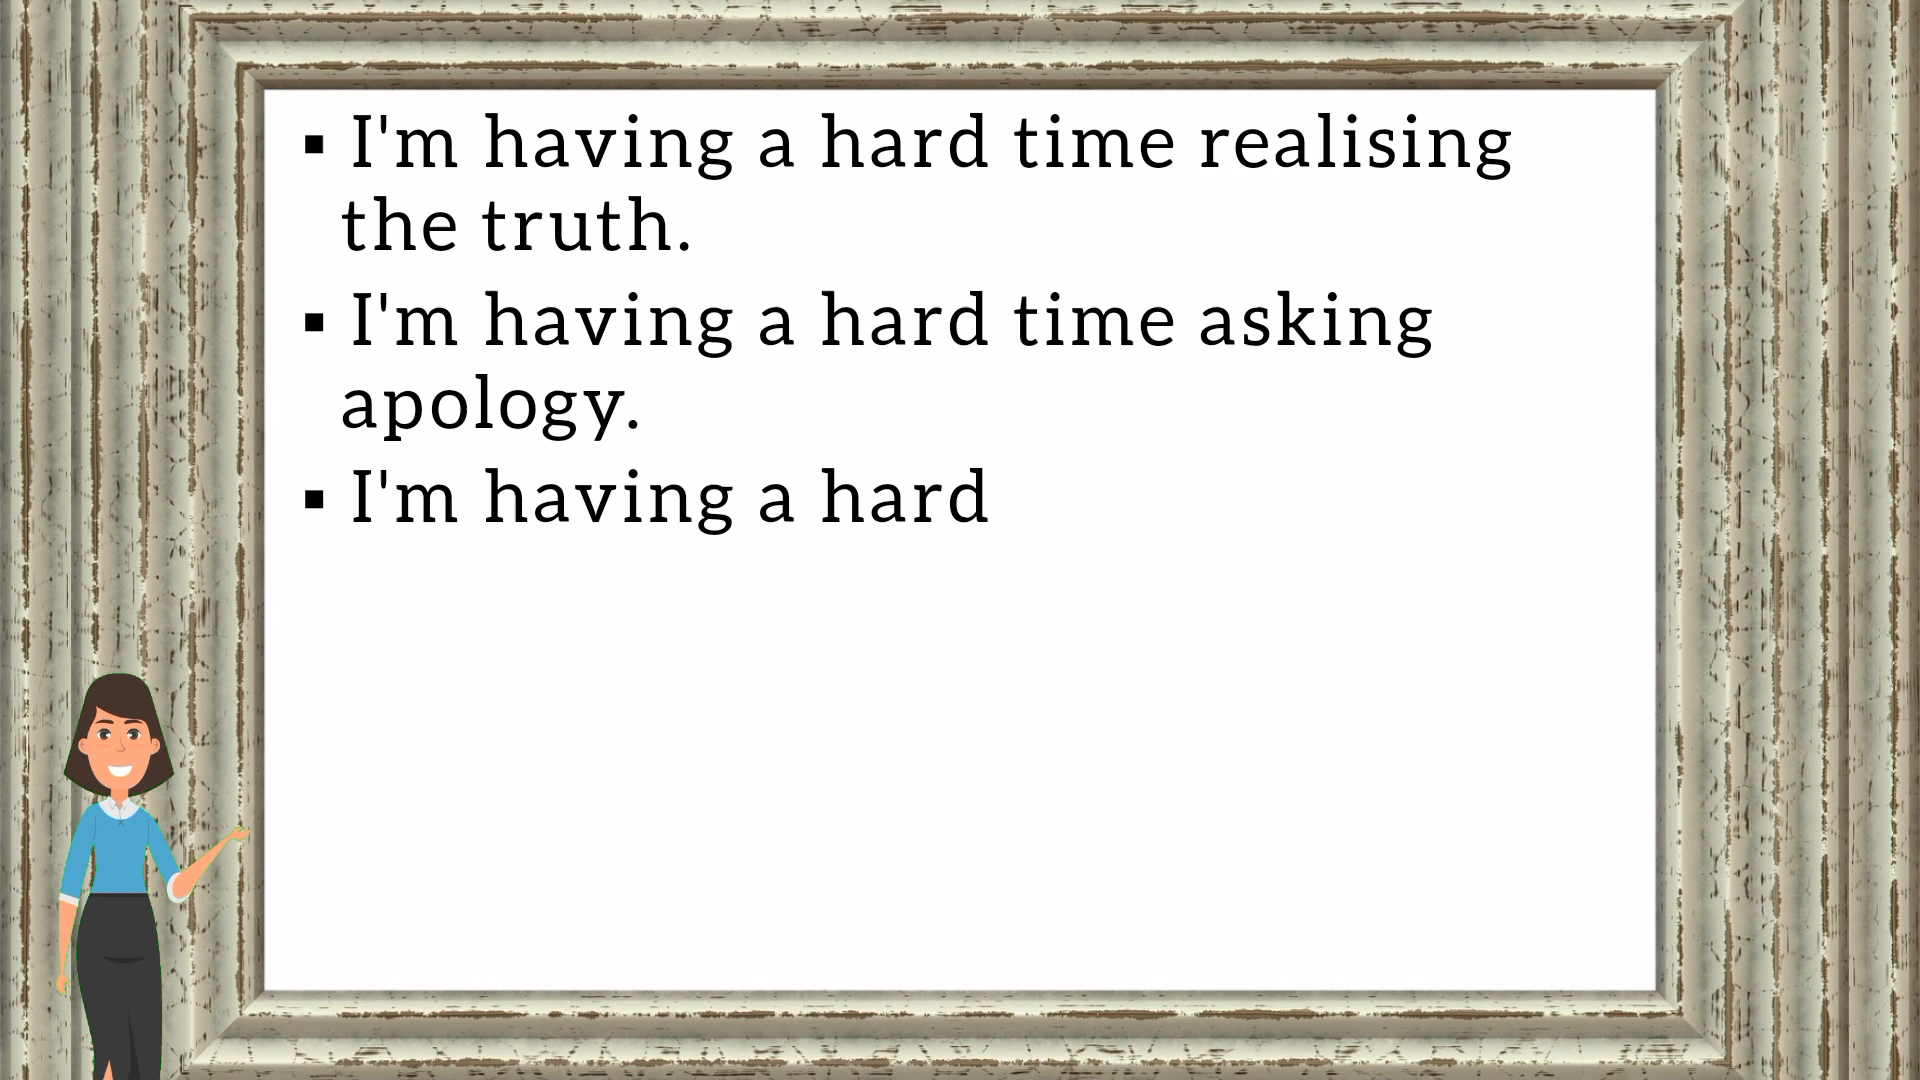 ▪ I'm having a hard time realising
the truth.
▪ I'm having a hard time asking
apology.
▪ I'm having a hard